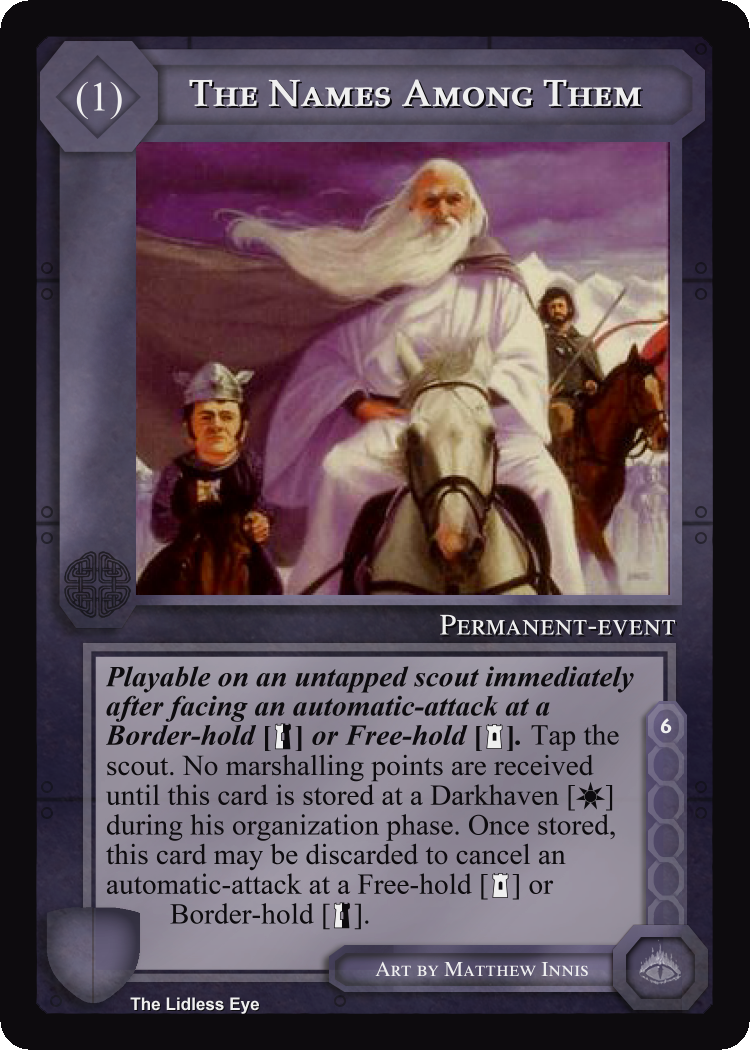 (1)
The Names Among Them
Permanent-event
Playable on an untapped scout immediately
after facing an automatic-attack at a
Border-hold [] or Free-hold []. Tap the
scout. No marshalling points are received
until this card is stored at a Darkhaven []
during his organization phase. Once stored,
this card may be discarded to cancel an
automatic-attack at a Free-hold [] or
Border-hold [].
6
Art by Matthew Innis
The Lidless Eye